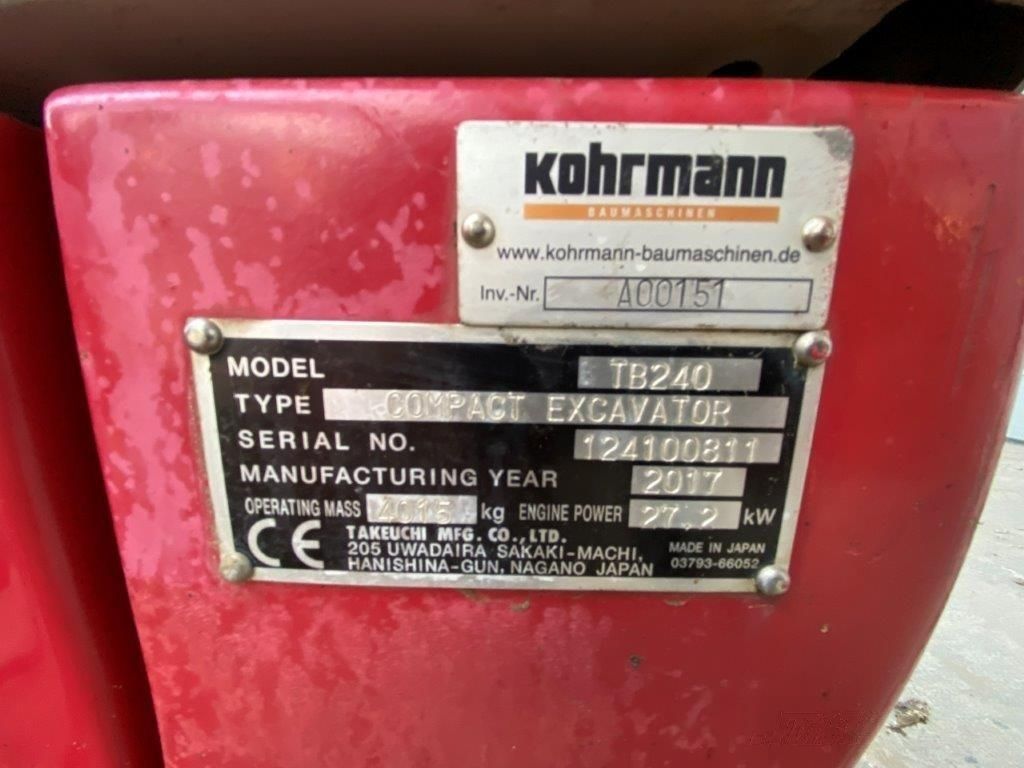 kohrmann
BAUMASCHINEN
www.kohrmann-baumaschinen.de
Inv.-Nr. A00151
MODEL TB240
TYPE COMPACT EXCAVATOR
SERIAL NO. 124100811
MANUFACTURING YEAR 2017
OPERATING MASS 4015 kg ENGINE POWER 27,2 kW
CE TAKEUCHI MFG. CO., LTD.
205 UWADAIRA SAKAKI-MACHI,
HANISHINA-GUN, NAGANO JAPAN
MADE IN JAPAN
03793-66052